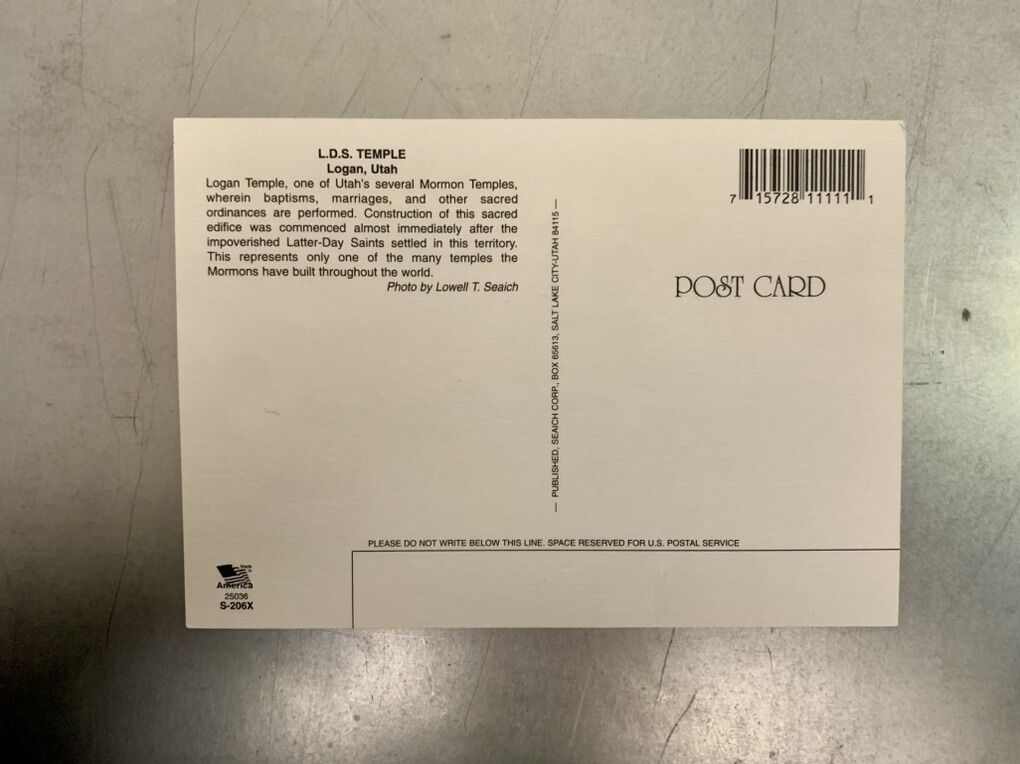 L.D.S. TEMPLE
Logan, Utah
Logan Temple, one of Utah's several Mormon Temples,
wherein baptisms, marriages, and other sacred
ordinances are performed. Construction of this sacred
edifice was commenced almost immediately after the
impoverished Latter-Day Saints settled in this territory.
This represents only one of the many temples the
Mormons have built throughout the world.
Photo by Lowell T. Seaich
— PUBLISHED, SEAICH CORP., BOX 65613, SALT LAKE CITY-UTAH 84115 —
7 15728 11111 1
POST CARD
PLEASE DO NOT WRITE BELOW THIS LINE. SPACE RESERVED FOR U.S. POSTAL SERVICE
Made
in
America
25036
S-206X